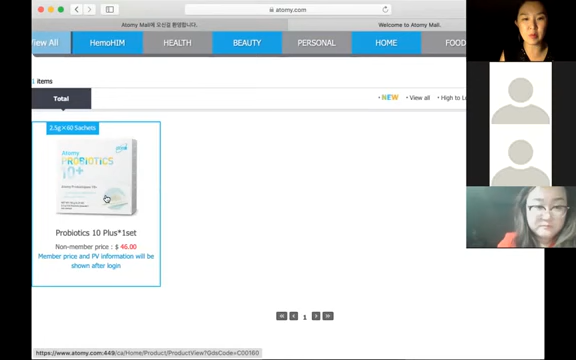 atomy.com
Atomy Mall에 오신걸 환영합니다.
Welcome to Atomy Mall.
View All
HemoHIM
HEALTH
BEAUTY
PERSONAL
HOME
FOOD
1 items
Total
• NEW
• View all
• High to Lo
2.5g×60 Sachets
Atomy
PROBIOTICS
10+
Probiotics 10 Plus*1set
Non-member price : $ 46.00
Member price and PV information will be
shown after login
1
https://www.atomy.com:449/ca/Home/Product/ProductView?GdsCode=C00160